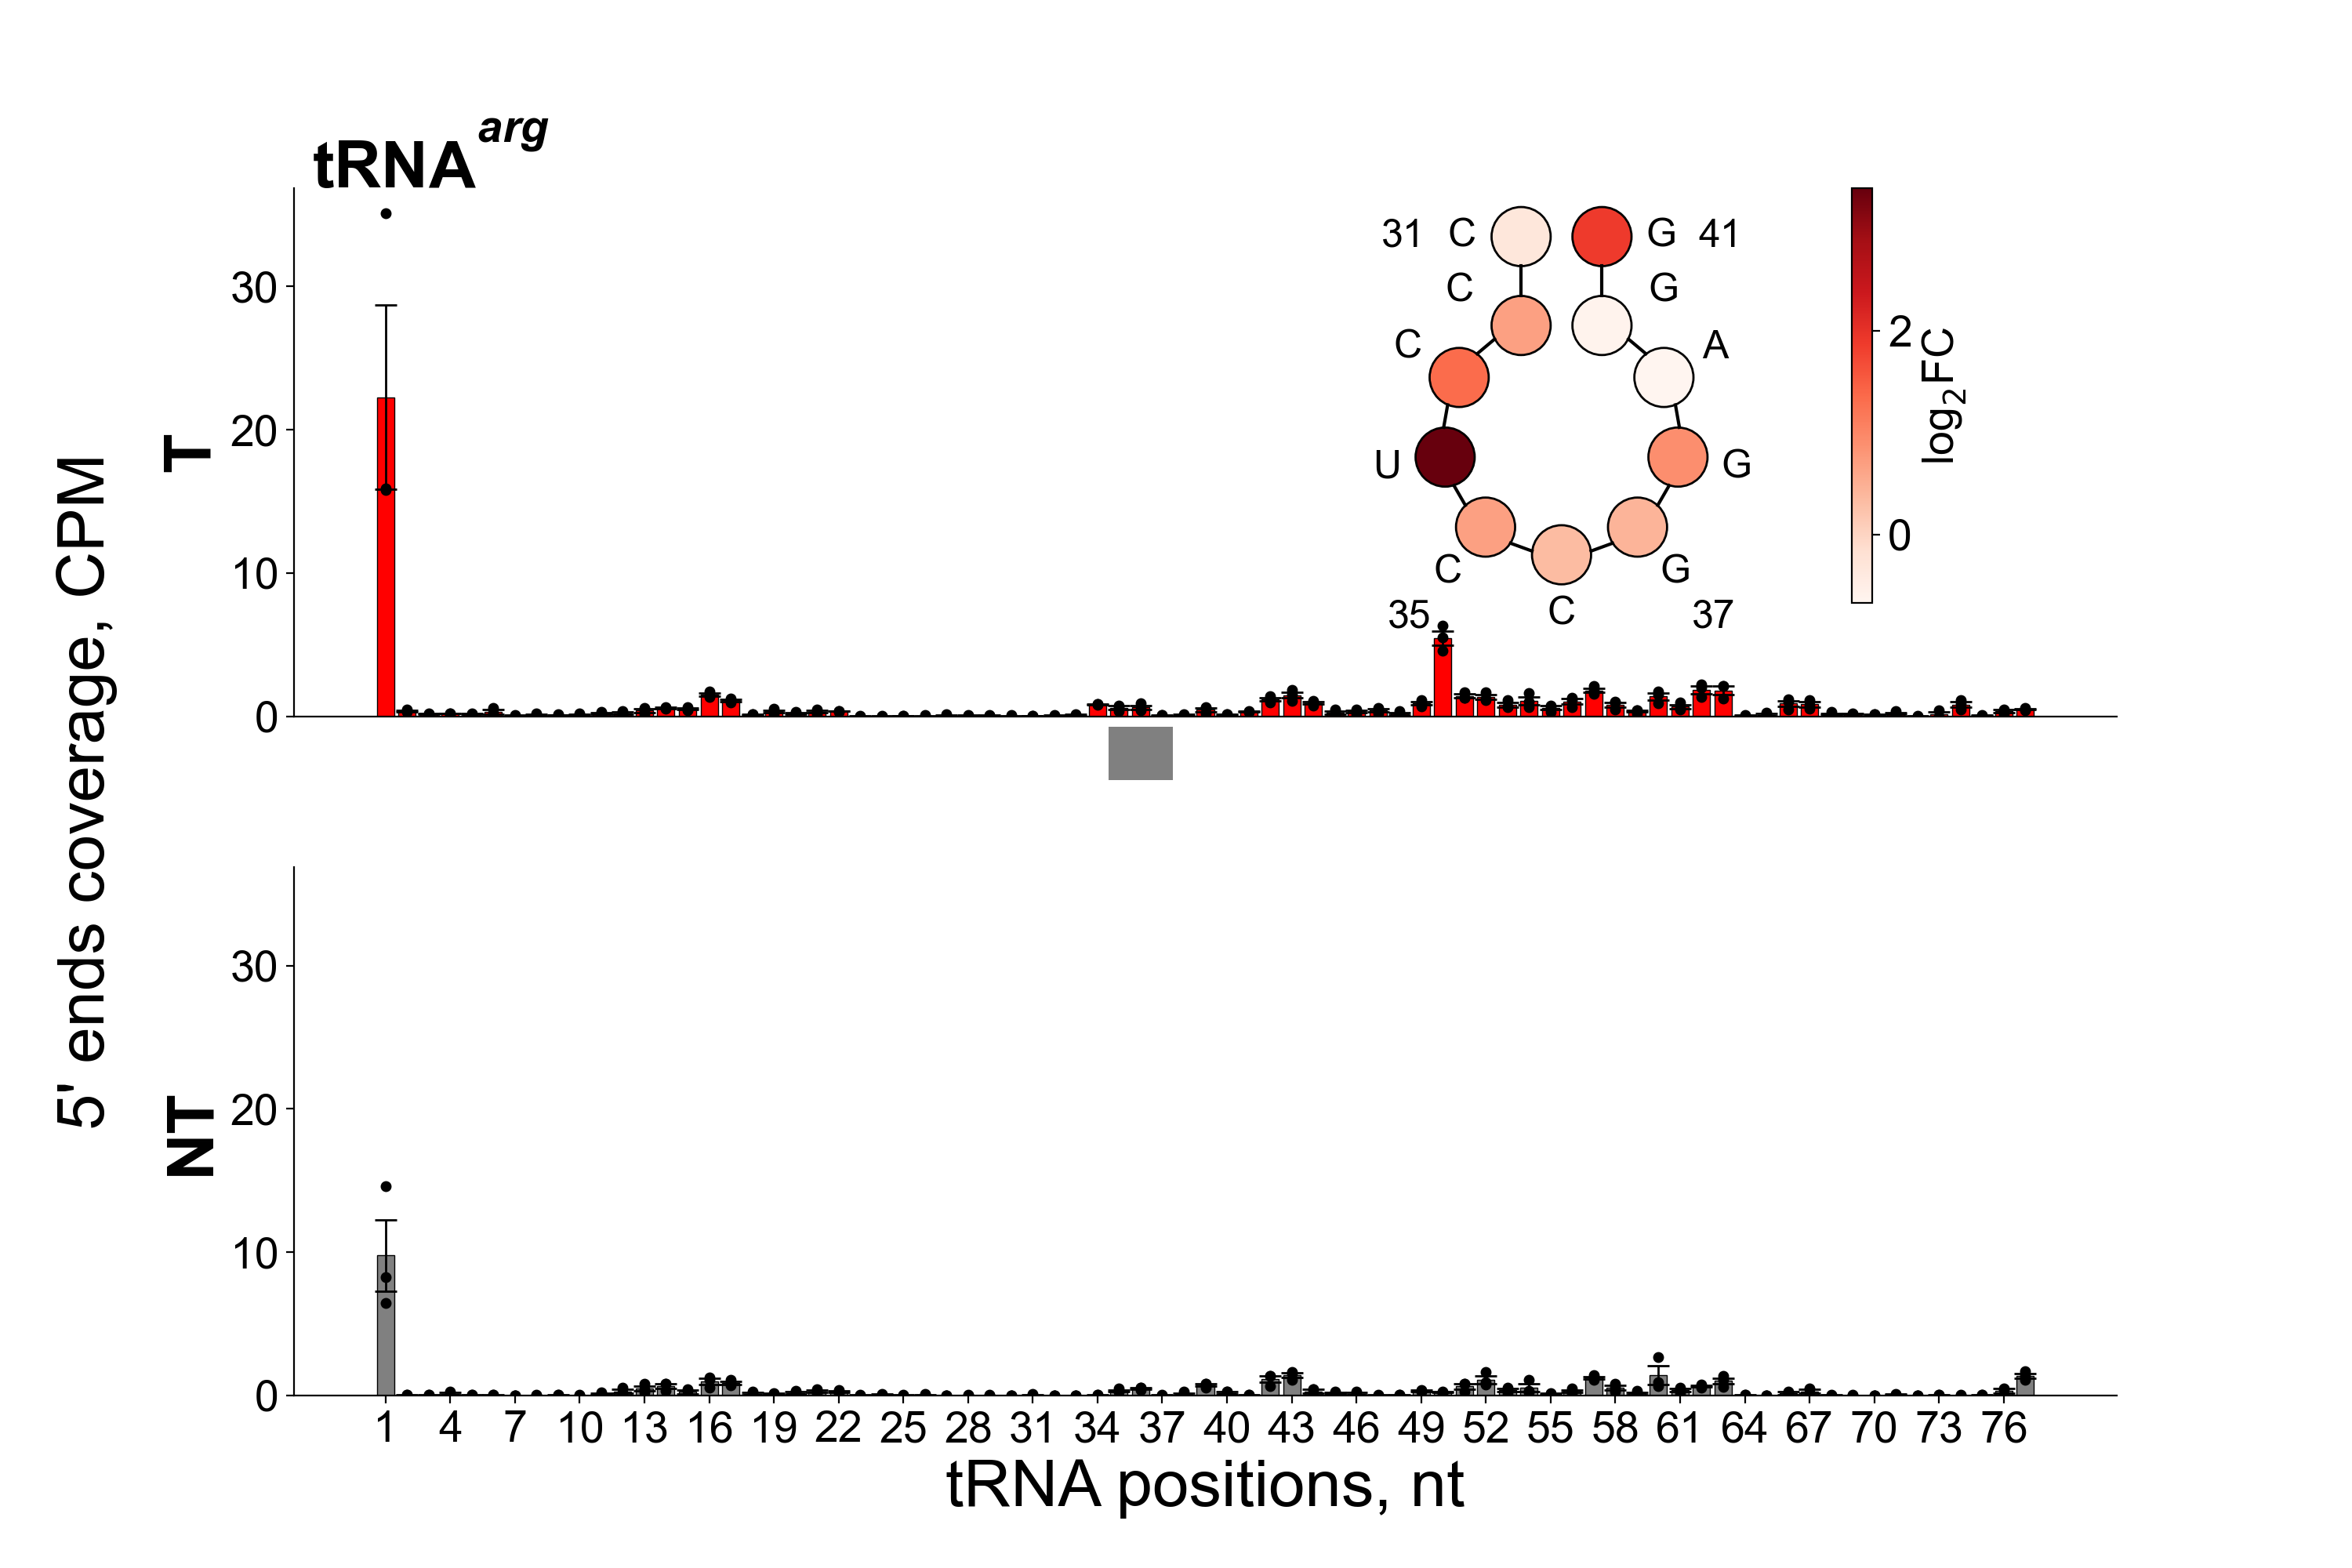 tRNA^arg
T
30
20
10
0
31 C G 41
C G
C A
U G
C G
35 C 37
2
0
log₂FC
5' ends coverage, CPM
NT
30
20
10
0
1 4 7 10 13 16 19 22 25 28 31 34 37 40 43 46 49 52 55 58 61 64 67 70 73 76
tRNA positions, nt